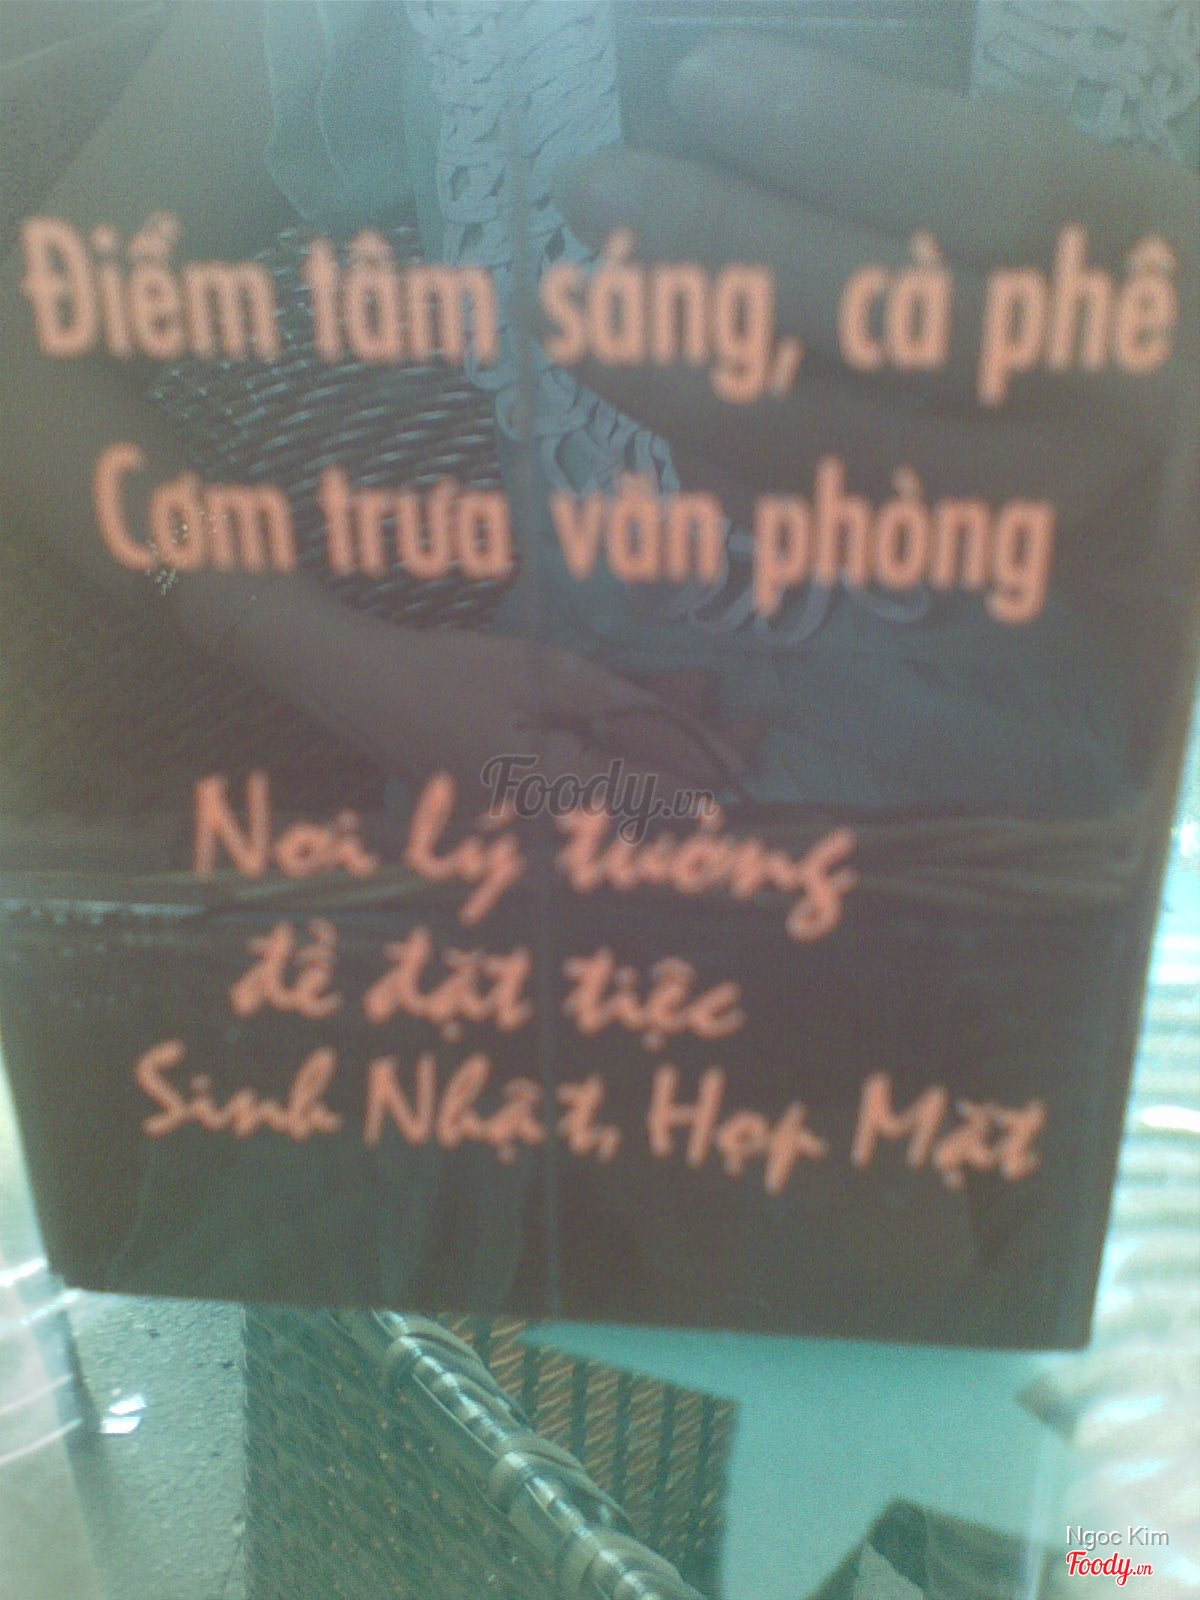 Điểm tâm sáng, cà phê
Cơm trưa văn phòng
Nơi lý tưởng
để đặt tiệc
Sinh Nhật, Họp Mặt
Foody.vn
Ngoc Kim
Foody.vn